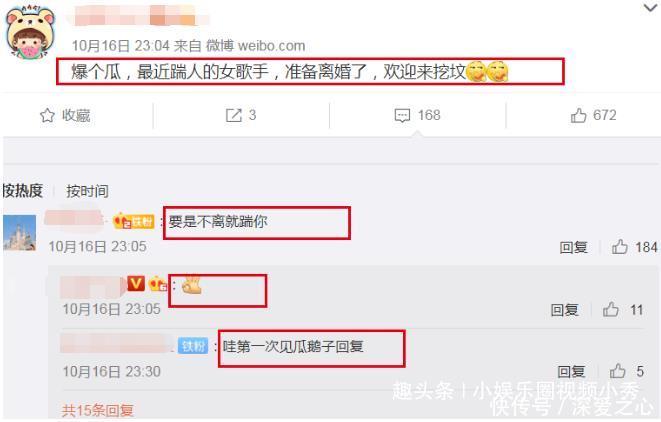 10月16日 23:04 来自 微博 weibo.com
爆个瓜，最近踹人的女歌手，准备离婚了，欢迎来挖坟
收藏
3
168
672
按热度 按时间
铁粉 : 要是不离就踹你
10月16日 23:05 回复 184
V :
10月16日 23:05 回复 11
铁粉 : 哇第一次见瓜鹅子回复
10月16日 23:30 回复 5
共15条回复
趣头条 | 小娱乐圈视频小秀
快传号 / 深爱之心